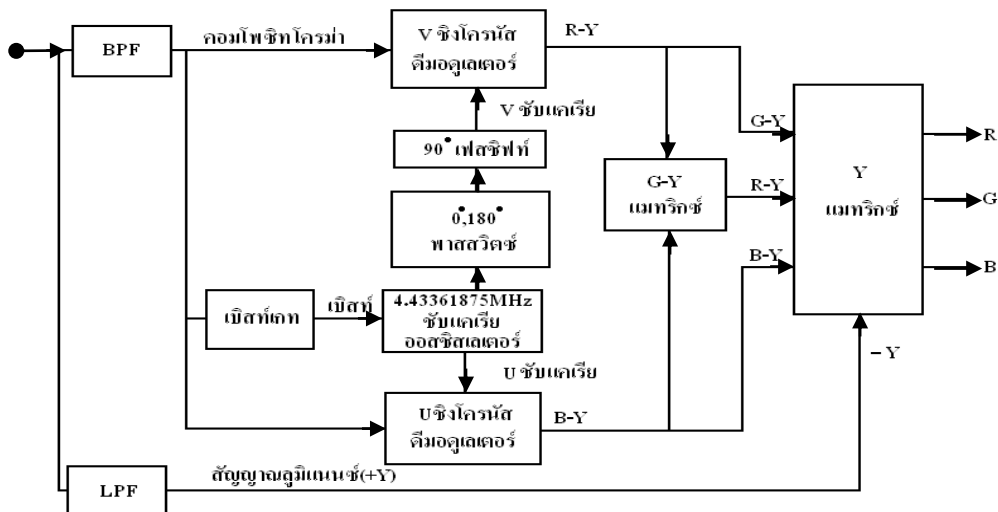 BPF
คอมโพซิทโครม่า
V ซิงโครนัส
ดีมอดูเลเตอร์
R-Y
V ซับแคเรีย
90° เฟสชิฟท์
G-Y
แมทริกซ์
G-Y
R-Y
B-Y
Y
แมทริกซ์
R
G
B
0°,180°
พาสสวิตซ์
เบิสท์เกท
เบิสท์
4.43361875MHz
ซับแคเรีย
ออสซิสเลเตอร์
U ซับแคเรีย
– Y
U ซิงโครนัส
ดีมอดูเลเตอร์
B-Y
LPF
สัญญาณลูมิแนนซ์(+Y)